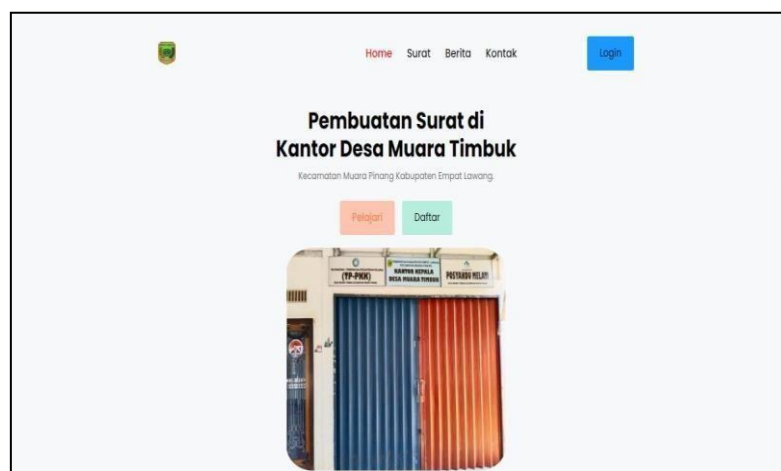 Home Surat Berita Kontak Login
Pembuatan Surat di
Kantor Desa Muara Timbuk
Kecamatan Muara Pinang Kabupaten Empat Lawang.
Pelajari Daftar
(TP-PKK)
KANTOR KEPALA
DESA MUARA TIMBUK
POSYANDU MELATI